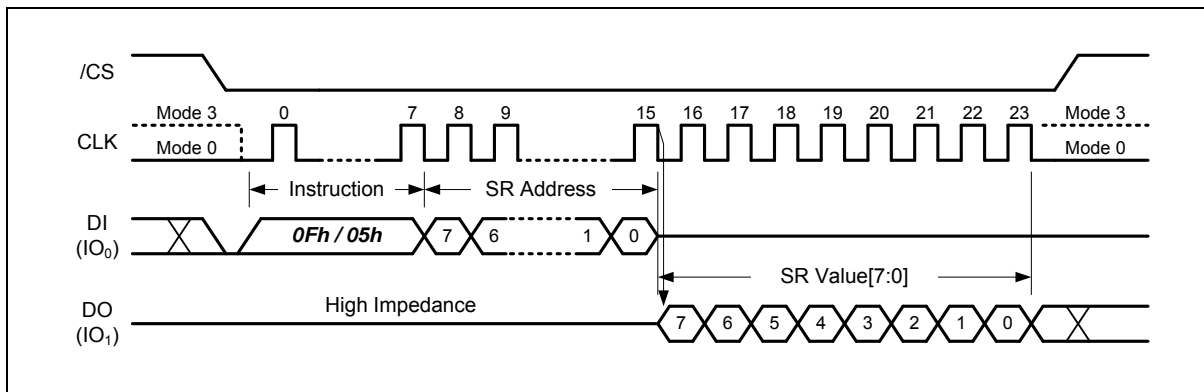 /CS
Mode 3 0 7 8 9 15 16 17 18 19 20 21 22 23 Mode 3
CLK
Mode 0 Mode 0
Instruction SR Address
DI
(IO₀)
0Fh / 05h 7 6 1 0
SR Value[7:0]
High Impedance
DO
(IO₁)
7 6 5 4 3 2 1 0